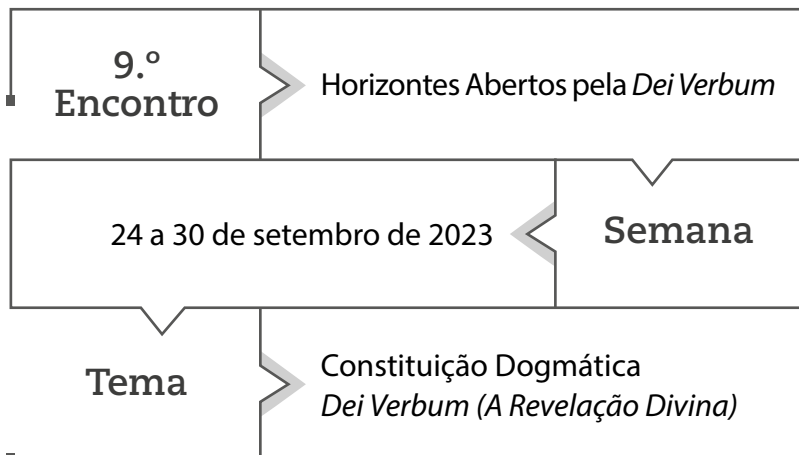 9.º
Encontro
Horizontes Abertos pela Dei Verbum
24 a 30 de setembro de 2023
Semana
Tema
Constituição Dogmática
Dei Verbum (A Revelação Divina)